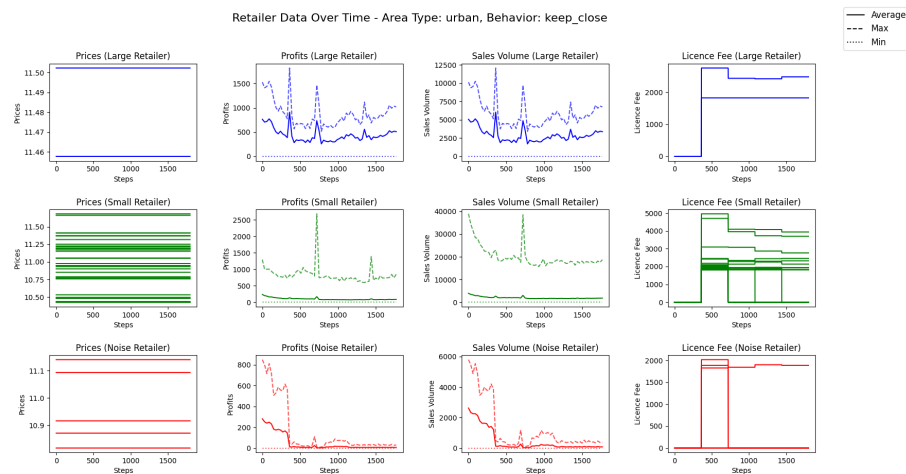 Retailer Data Over Time - Area Type: urban, Behavior: keep_close
Average
Max
Min
Prices (Large Retailer)
Prices
11.50
11.49
11.48
11.47
11.46
0 500 1000 1500
Steps
Profits (Large Retailer)
Profits
1500
1000
500
0
0 500 1000 1500
Steps
Sales Volume (Large Retailer)
Sales Volume
12500
10000
7500
5000
2500
0
0 500 1000 1500
Steps
Licence Fee (Large Retailer)
Licence Fee
2000
1000
0
0 500 1000 1500
Steps
Prices (Small Retailer)
Prices
11.50
11.25
11.00
10.75
10.50
0 500 1000 1500
Steps
Profits (Small Retailer)
Profits
2500
2000
1500
1000
500
0
0 500 1000 1500
Steps
Sales Volume (Small Retailer)
Sales Volume
40000
30000
20000
10000
0
0 500 1000 1500
Steps
Licence Fee (Small Retailer)
Licence Fee
5000
4000
3000
2000
1000
0
0 500 1000 1500
Steps
Prices (Noise Retailer)
Prices
11.1
11.0
10.9
0 500 1000 1500
Steps
Profits (Noise Retailer)
Profits
800
600
400
200
0
0 500 1000 1500
Steps
Sales Volume (Noise Retailer)
Sales Volume
6000
4000
2000
0
0 500 1000 1500
Steps
Licence Fee (Noise Retailer)
Licence Fee
2000
1500
1000
500
0
0 500 1000 1500
Steps